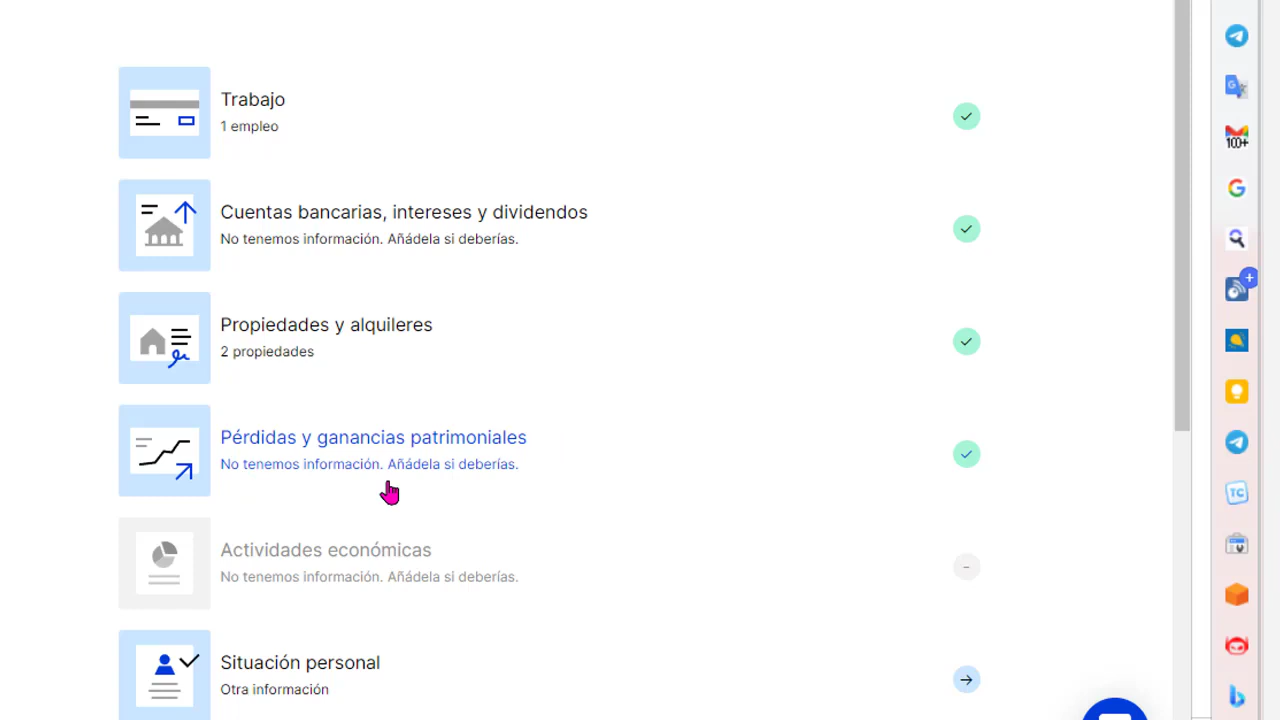 Trabajo
1 empleo
Cuentas bancarias, intereses y dividendos
No tenemos información. Añádela si deberías.
Propiedades y alquileres
2 propiedades
Pérdidas y ganancias patrimoniales
No tenemos información. Añádela si deberías.
Actividades económicas
No tenemos información. Añádela si deberías.
Situación personal
Otra información
100+
TC